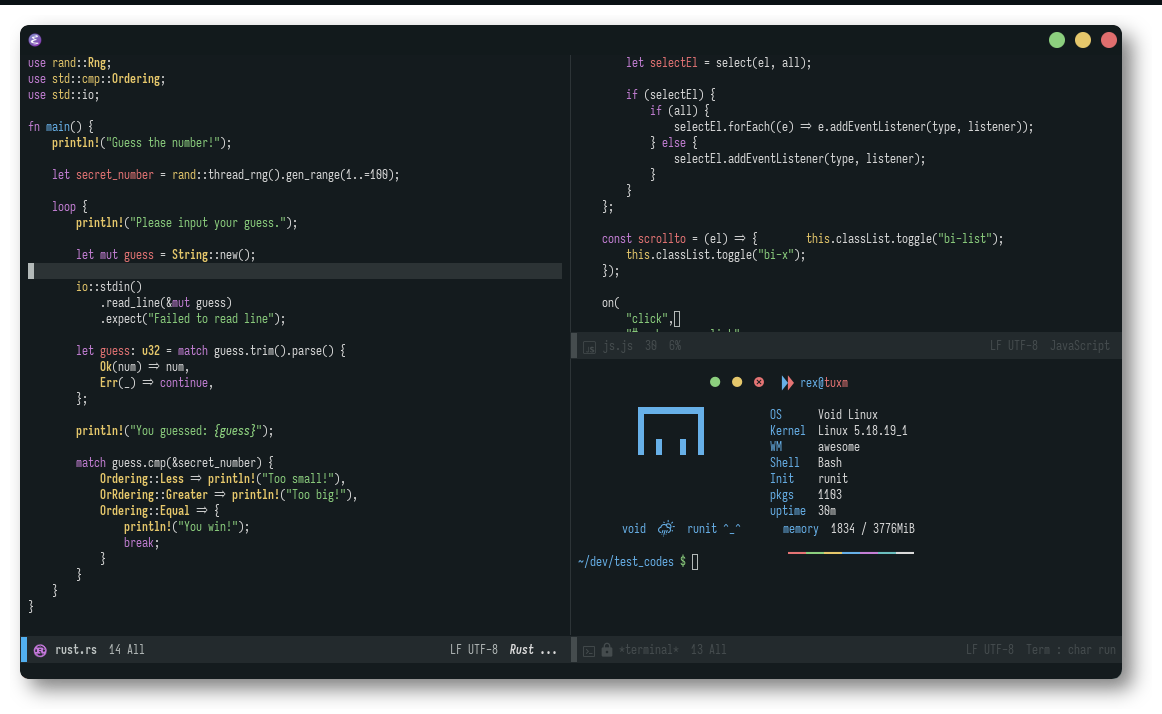 use rand::Rng;
use std::cmp::Ordering;
use std::io;
fn main() {
println!("Guess the number!");
let secret_number = rand::thread_rng().gen_range(1..=100);
loop {
println!("Please input your guess.");
let mut guess = String::new();
io::stdin()
.read_line(&mut guess)
.expect("Failed to read line");
let guess: u32 = match guess.trim().parse() {
Ok(num) ⇒ num,
Err(_) ⇒ continue,
};
println!("You guessed: {guess}");
match guess.cmp(&secret_number) {
Ordering::Less ⇒ println!("Too small!"),
OrRdering::Greater ⇒ println!("Too big!"),
Ordering::Equal ⇒ {
println!("You win!");
break;
}
}
}
}
rust.rs 14 All LF UTF-8 Rust ...
let selectEl = select(el, all);
if (selectEl) {
if (all) {
selectEl.forEach((e) ⇒ e.addEventListener(type, listener));
} else {
selectEl.addEventListener(type, listener);
}
}
};
const scrollto = (el) ⇒ { this.classList.toggle("bi-list");
this.classList.toggle("bi-x");
});
on(
"click",
js.js 30 6% LF UTF-8 JavaScript
rex@tuxm
OS Void Linux
Kernel Linux 5.18.19_1
WM awesome
Shell Bash
Init runit
pkgs 1103
uptime 30m
void runit ^_^ memory 1834 / 3776MiB
~/dev/test_codes $
*terminal* 13 All LF UTF-8 Term : char run